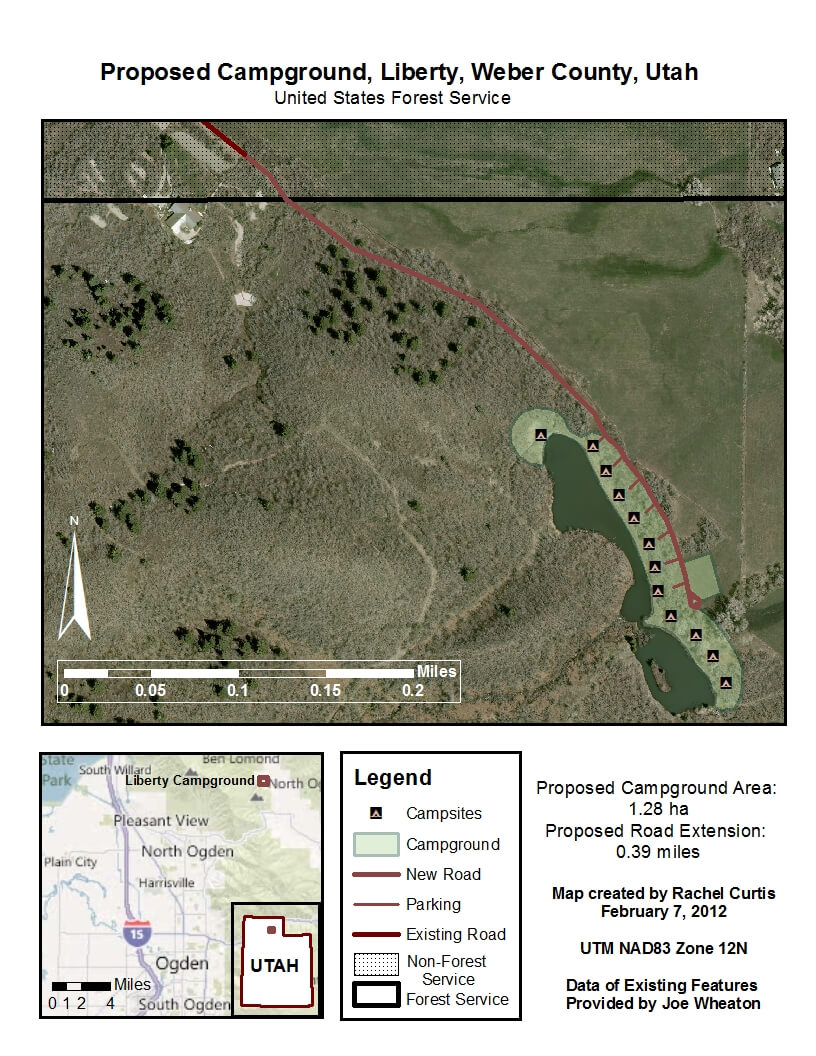 Proposed Campground, Liberty, Weber County, Utah
United States Forest Service
N
Miles
0 0.05 0.1 0.15 0.2
State
Park
South Willard
Ben Lomond
Liberty Campground
North Og
Pleasant View
North Ogden
Plain City
Harrisville
15
Ogden
South Ogden
Miles
0 1 2 4
UTAH
Legend
Campsites
Campground
New Road
Parking
Existing Road
Non-Forest
Service
Forest Service
Proposed Campground Area:
1.28 ha
Proposed Road Extension:
0.39 miles
Map created by Rachel Curtis
February 7, 2012
UTM NAD83 Zone 12N
Data of Existing Features
Provided by Joe Wheaton